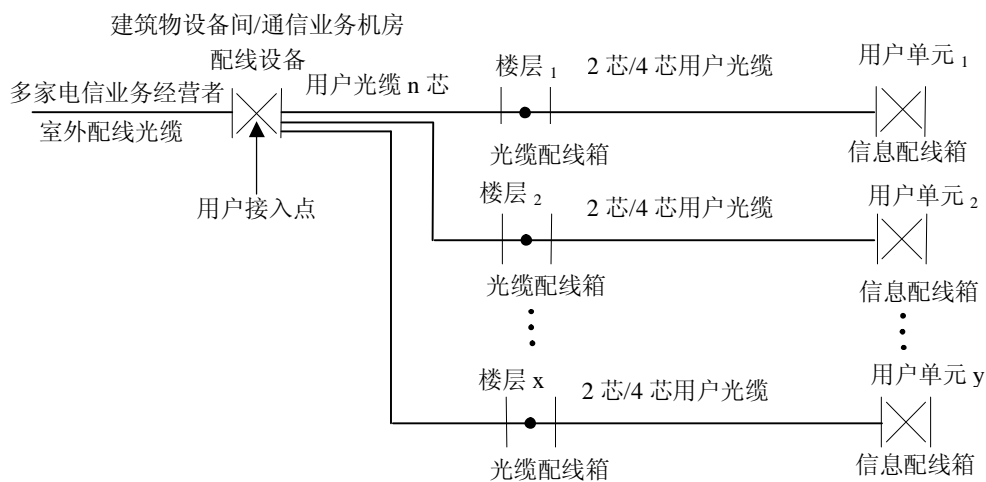 建筑物设备间/通信业务机房
配线设备
多家电信业务经营者
室外配线光缆
用户接入点
用户光缆 n 芯
楼层 1
2 芯/4 芯用户光缆
用户单元 1
光缆配线箱
信息配线箱
楼层 2
2 芯/4 芯用户光缆
用户单元 2
光缆配线箱
信息配线箱
楼层 x
2 芯/4 芯用户光缆
用户单元 y
光缆配线箱
信息配线箱